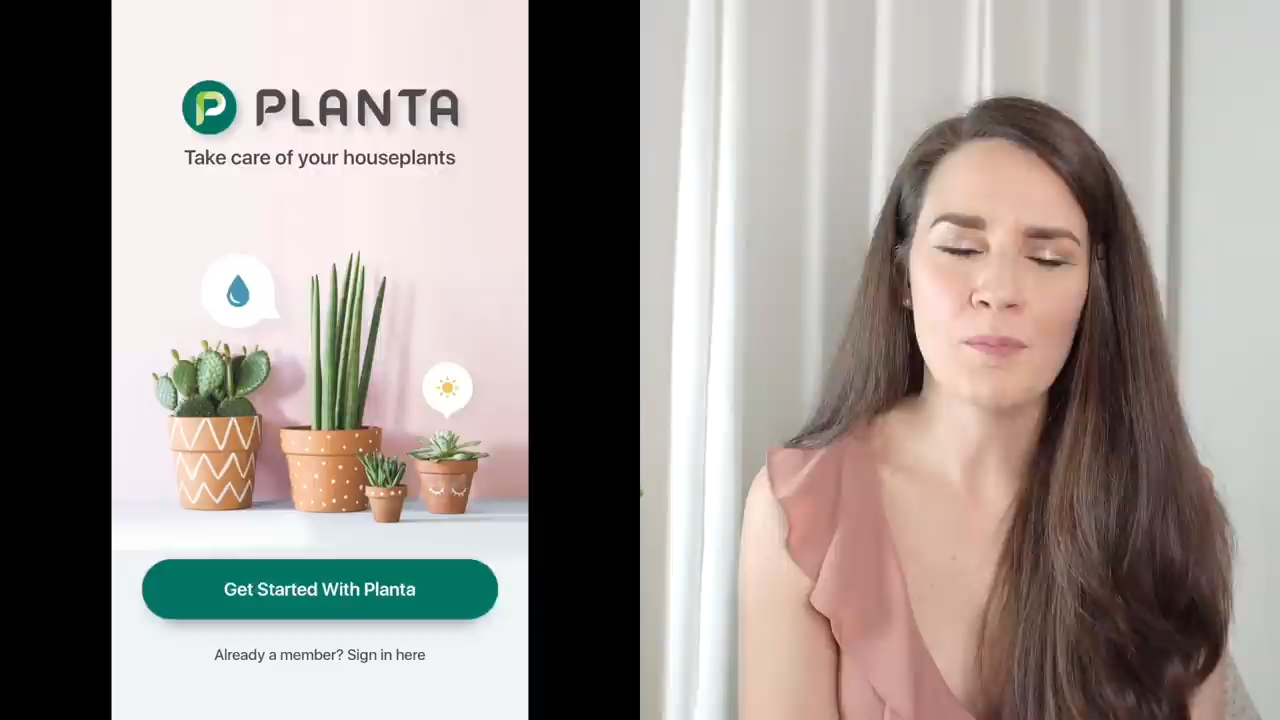 PLANTA
Take care of your houseplants
Get Started With Planta
Already a member? Sign in here